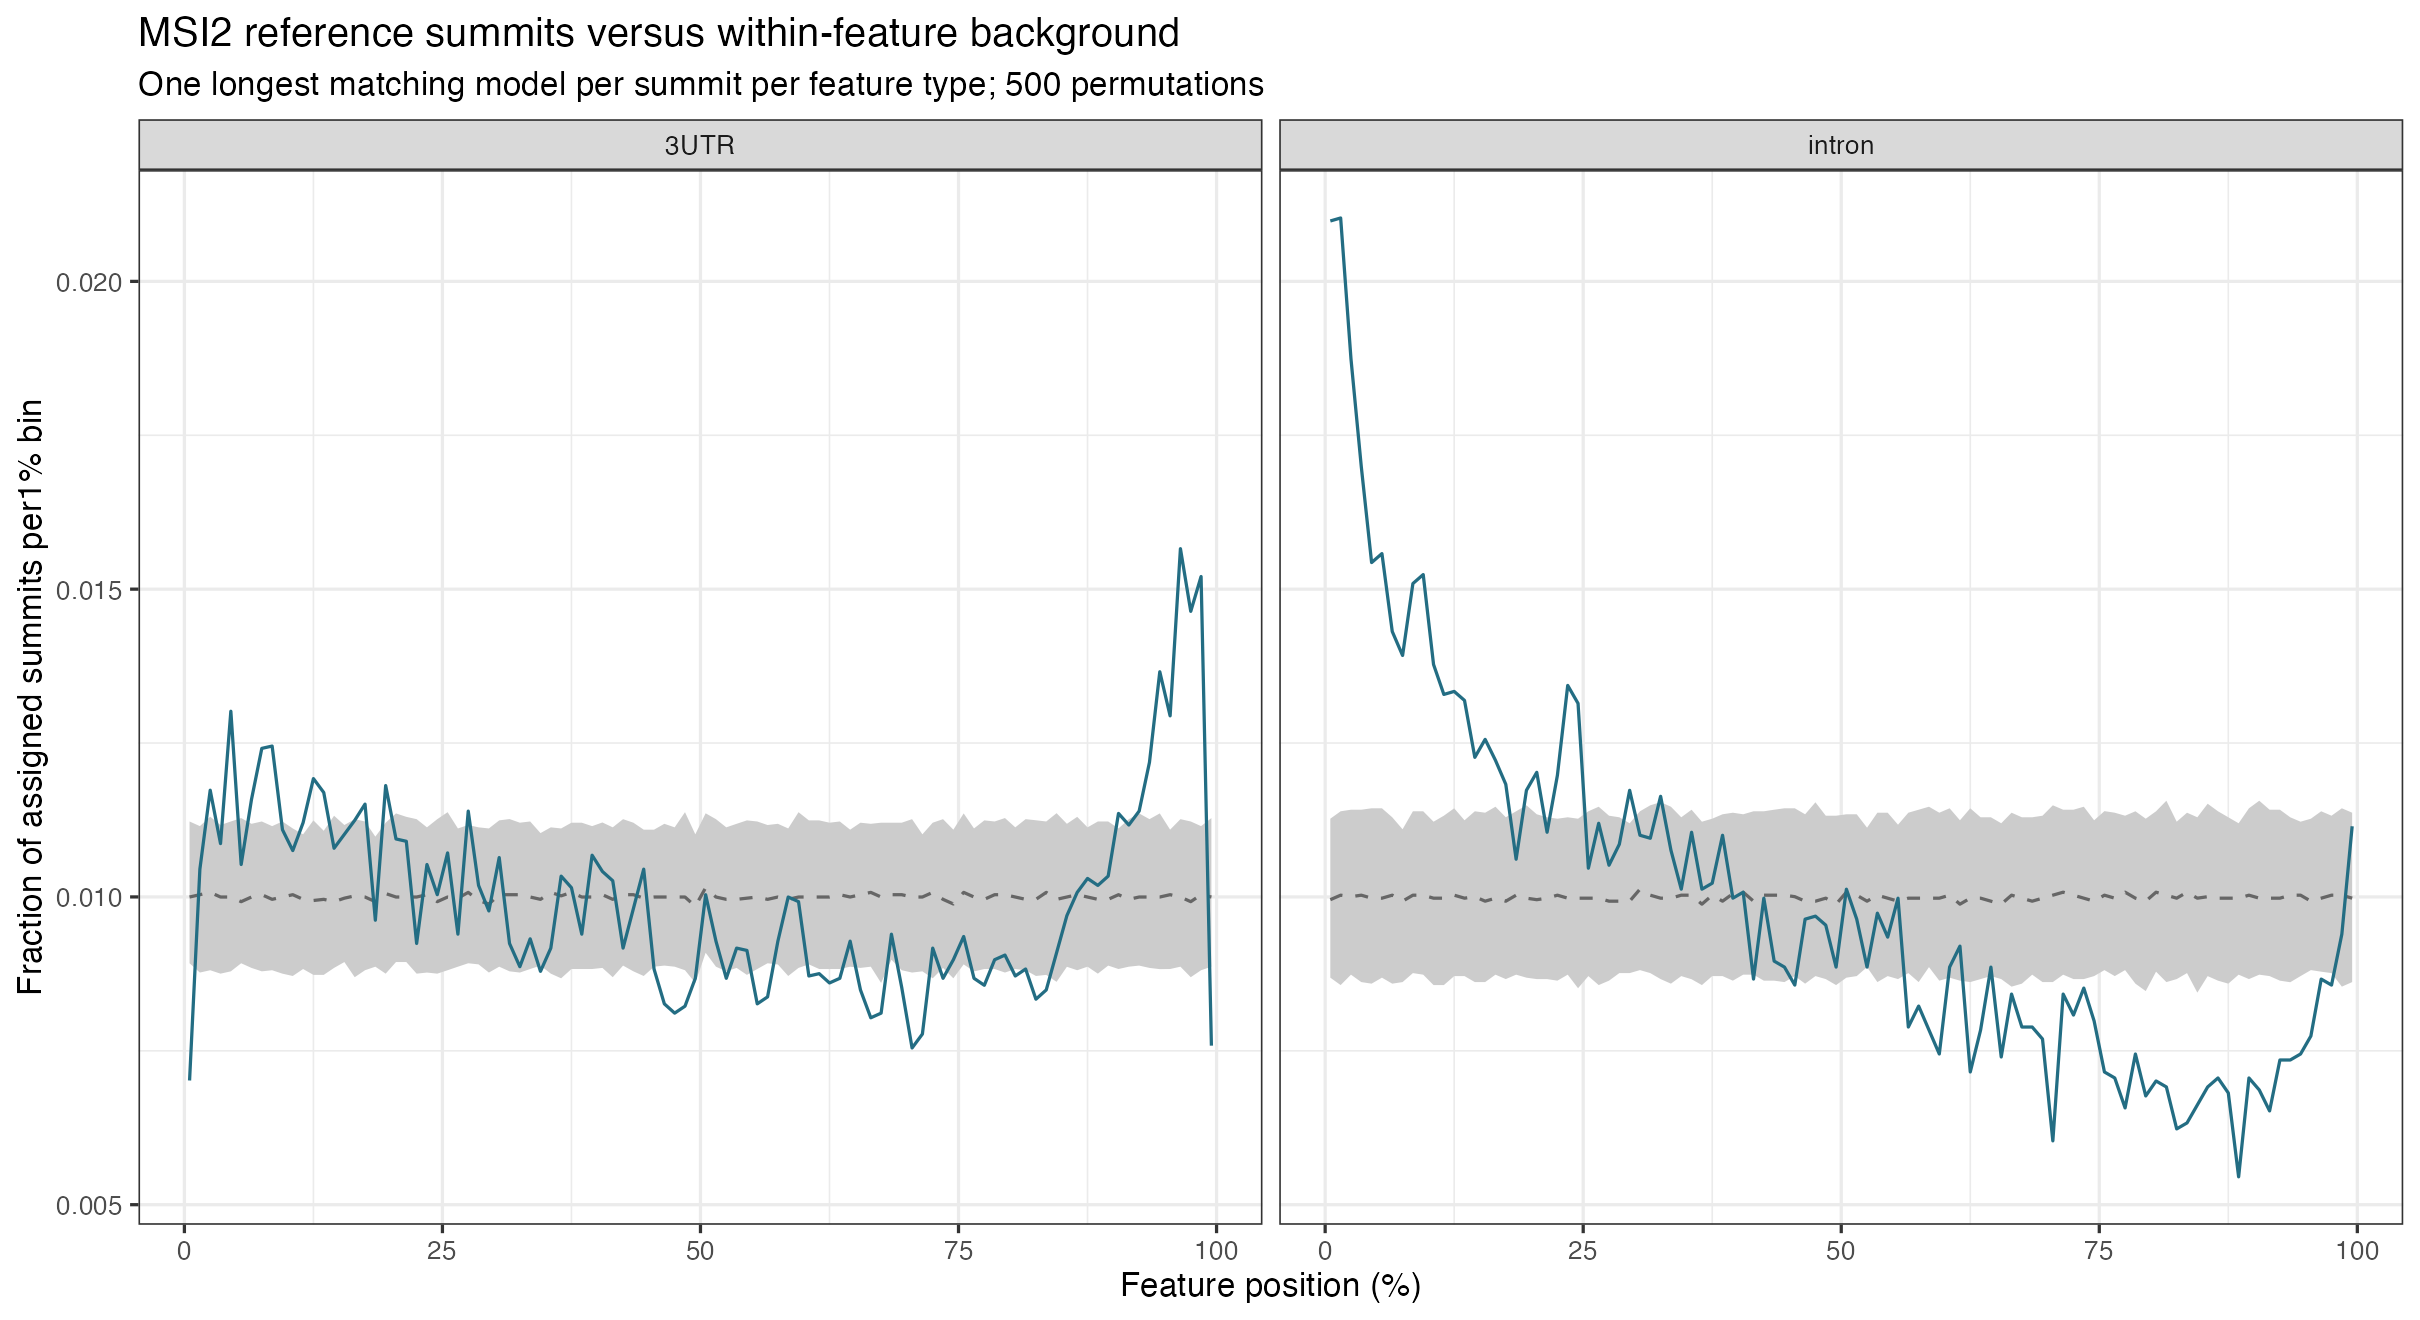 MSI2 reference summits versus within-feature background
One longest matching model per summit per feature type; 500 permutations
3UTR
intron
Fraction of assigned summits per1% bin
0.020
0.015
0.010
0.005
0
25
50
75
100
0
25
50
75
100
Feature position (%)